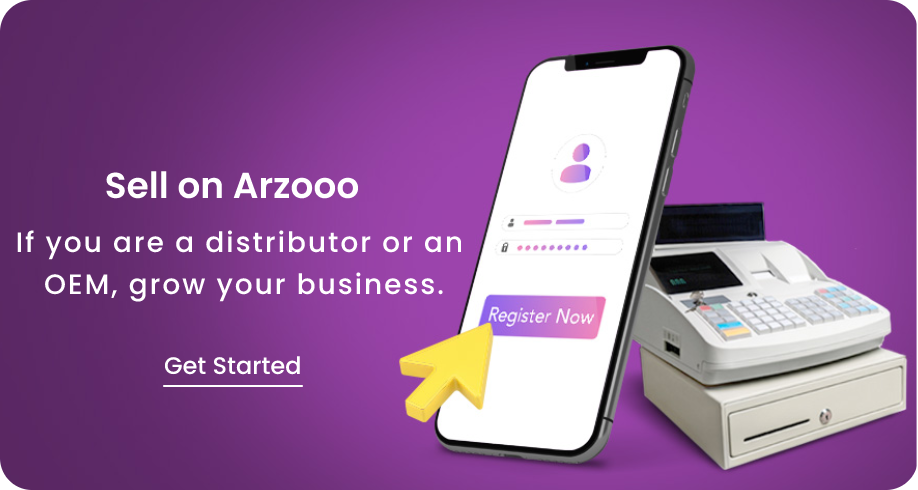 Sell on Arzooo
If you are a distributor or an
OEM, grow your business.
Get Started
Register Now